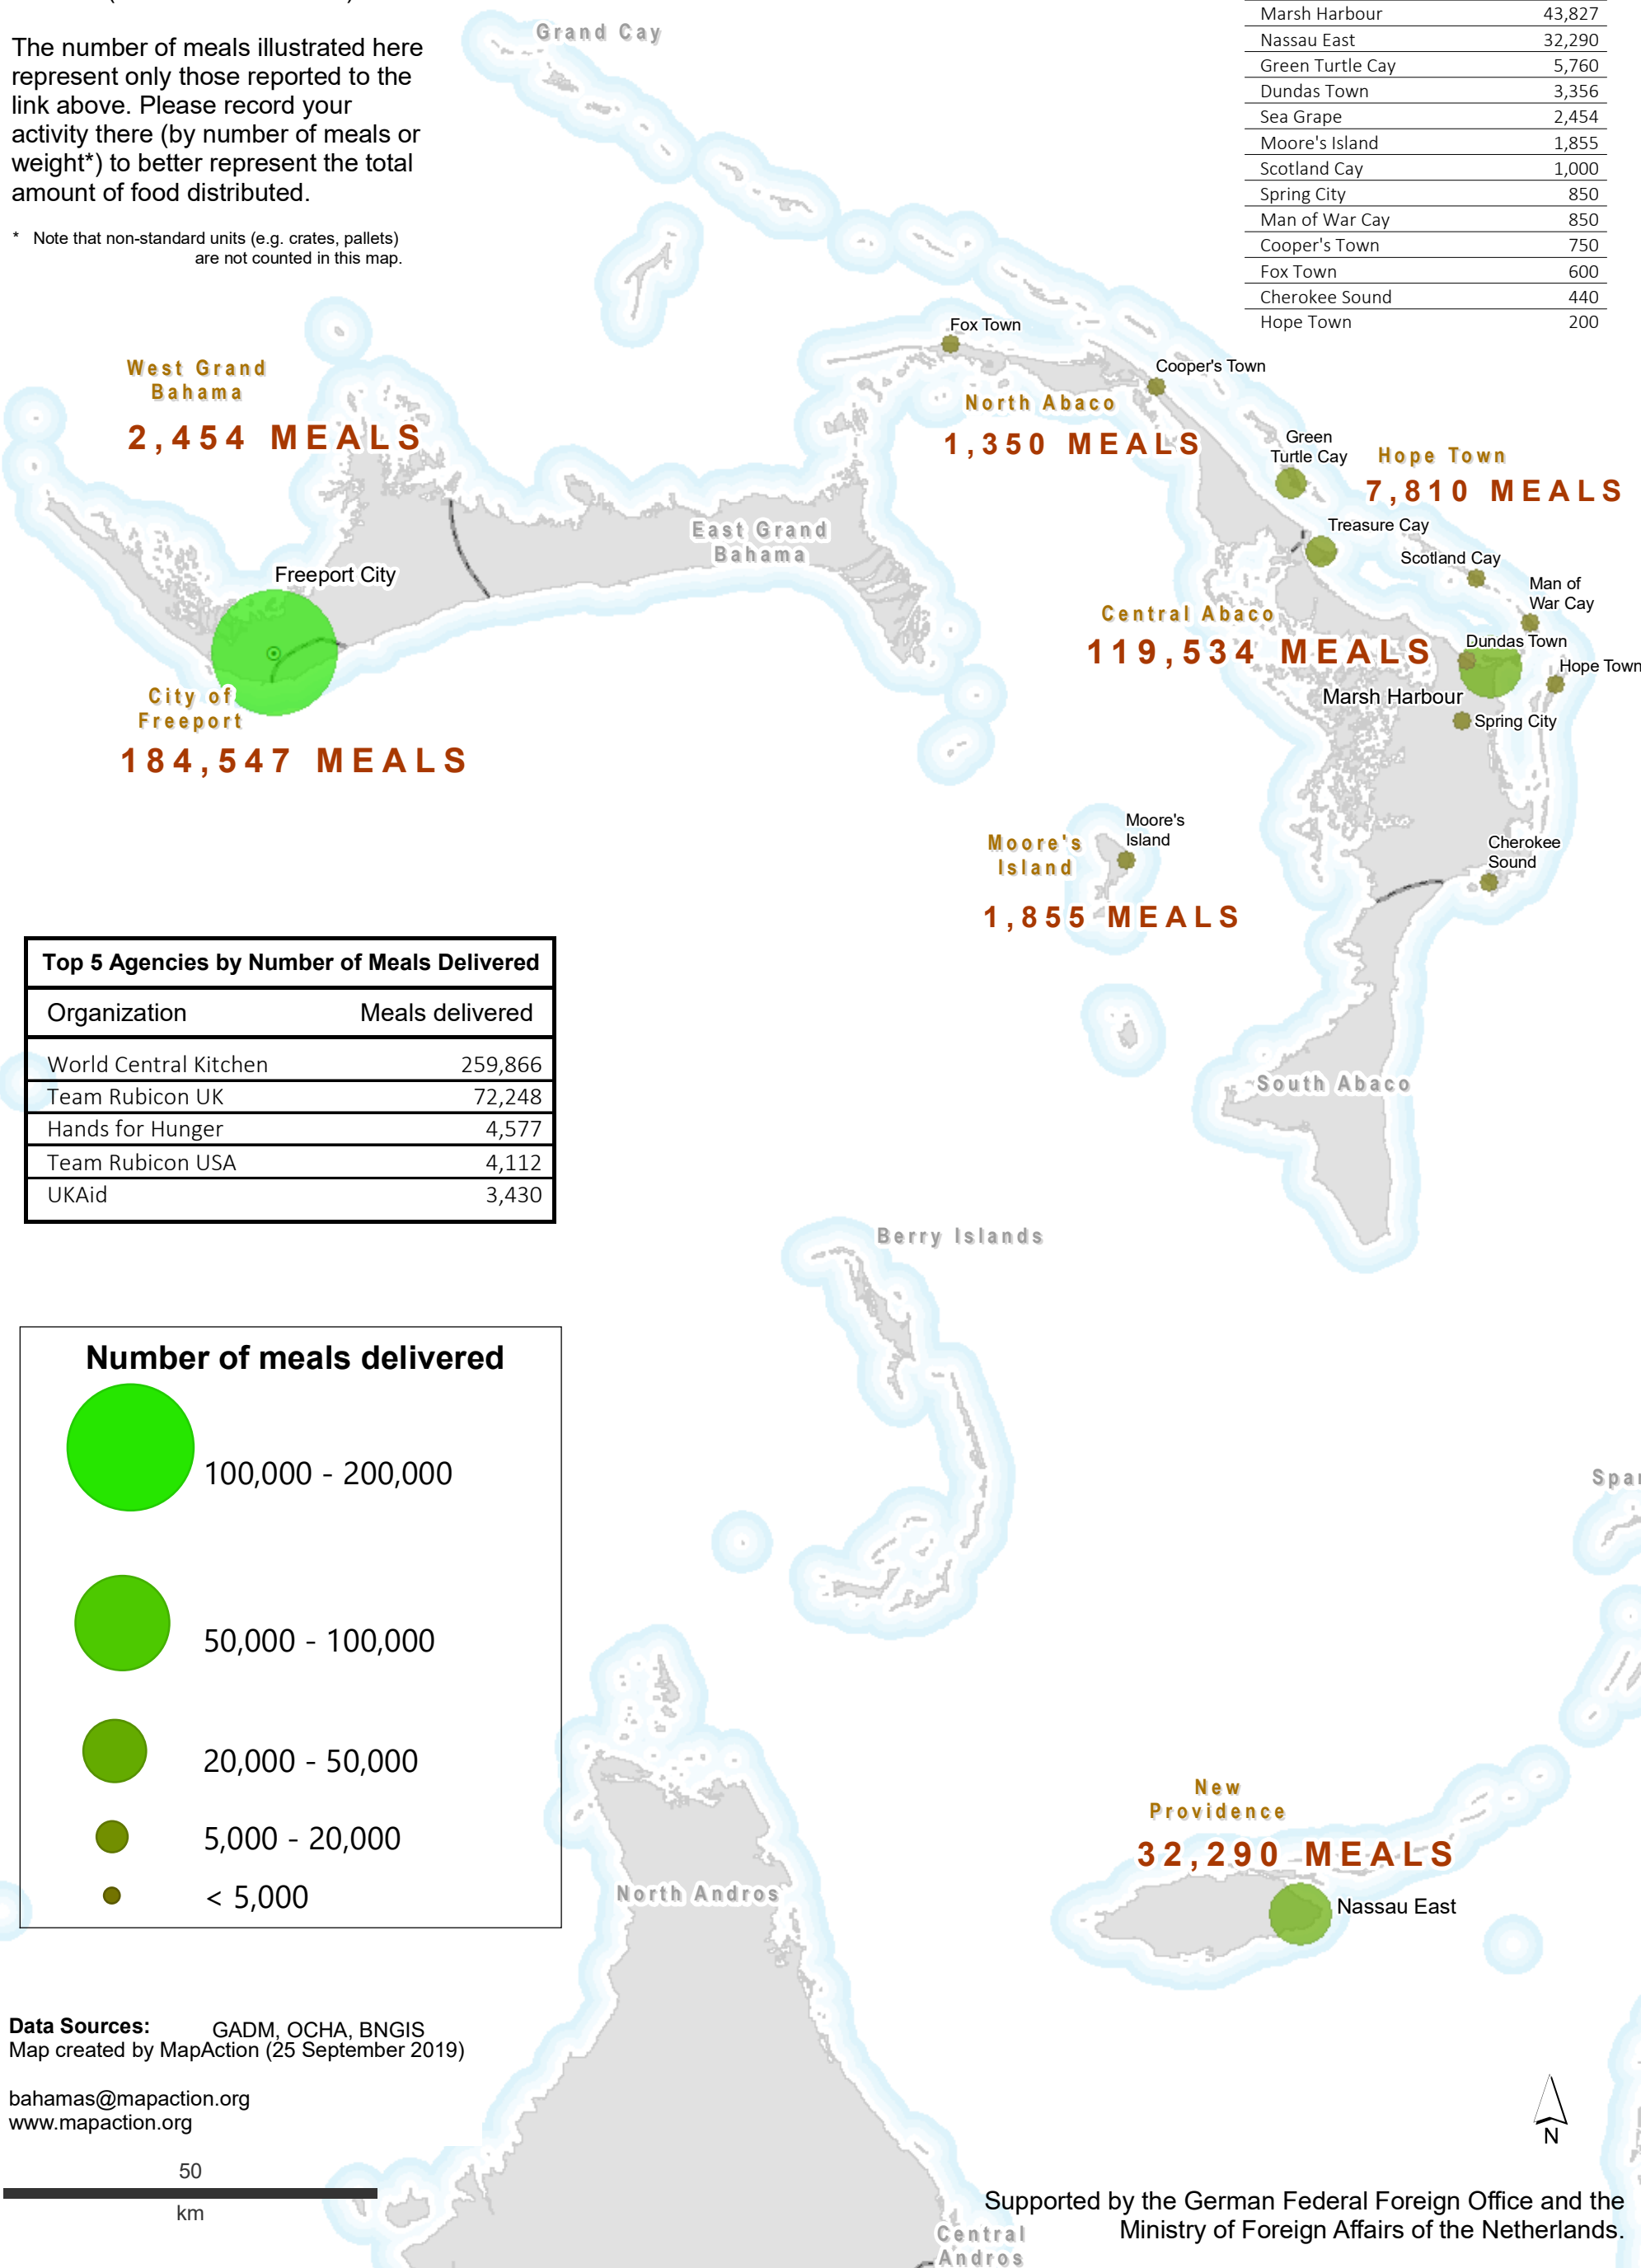 The number of meals illustrated here
represent only those reported to the
link above. Please record your
activity there (by number of meals or
weight*) to better represent the total
amount of food distributed.
* Note that non-standard units (e.g. crates, pallets)
are not counted in this map.
Marsh Harbour 43,827
Nassau East 32,290
Green Turtle Cay 5,760
Dundas Town 3,356
Sea Grape 2,454
Moore's Island 1,855
Scotland Cay 1,000
Spring City 850
Man of War Cay 850
Cooper's Town 750
Fox Town 600
Cherokee Sound 440
Hope Town 200
Grand Cay
Fox Town
Cooper's Town
West Grand
Bahama
2,454 MEALS
North Abaco
1,350 MEALS
Green
Turtle Cay
Hope Town
7,810 MEALS
East Grand
Bahama
Treasure Cay
Scotland Cay
Man of
War Cay
Freeport City
Central Abaco
119,534 MEALS
Dundas Town
Hope Town
Marsh Harbour
Spring City
City of
Freeport
184,547 MEALS
Moore's
Island
Moore's
Island
1,855 MEALS
Cherokee
Sound
Top 5 Agencies by Number of Meals Delivered
Organization Meals delivered
World Central Kitchen 259,866
Team Rubicon UK 72,248
Hands for Hunger 4,577
Team Rubicon USA 4,112
UKAid 3,430
South Abaco
Berry Islands
Number of meals delivered
100,000 - 200,000
50,000 - 100,000
20,000 - 50,000
5,000 - 20,000
< 5,000
New
Providence
32,290 MEALS
Nassau East
North Andros
Data Sources: GADM, OCHA, BNGIS
Map created by MapAction (25 September 2019)
bahamas@mapaction.org
www.mapaction.org
N
50
km
Supported by the German Federal Foreign Office and the
Ministry of Foreign Affairs of the Netherlands.
Central
Andros